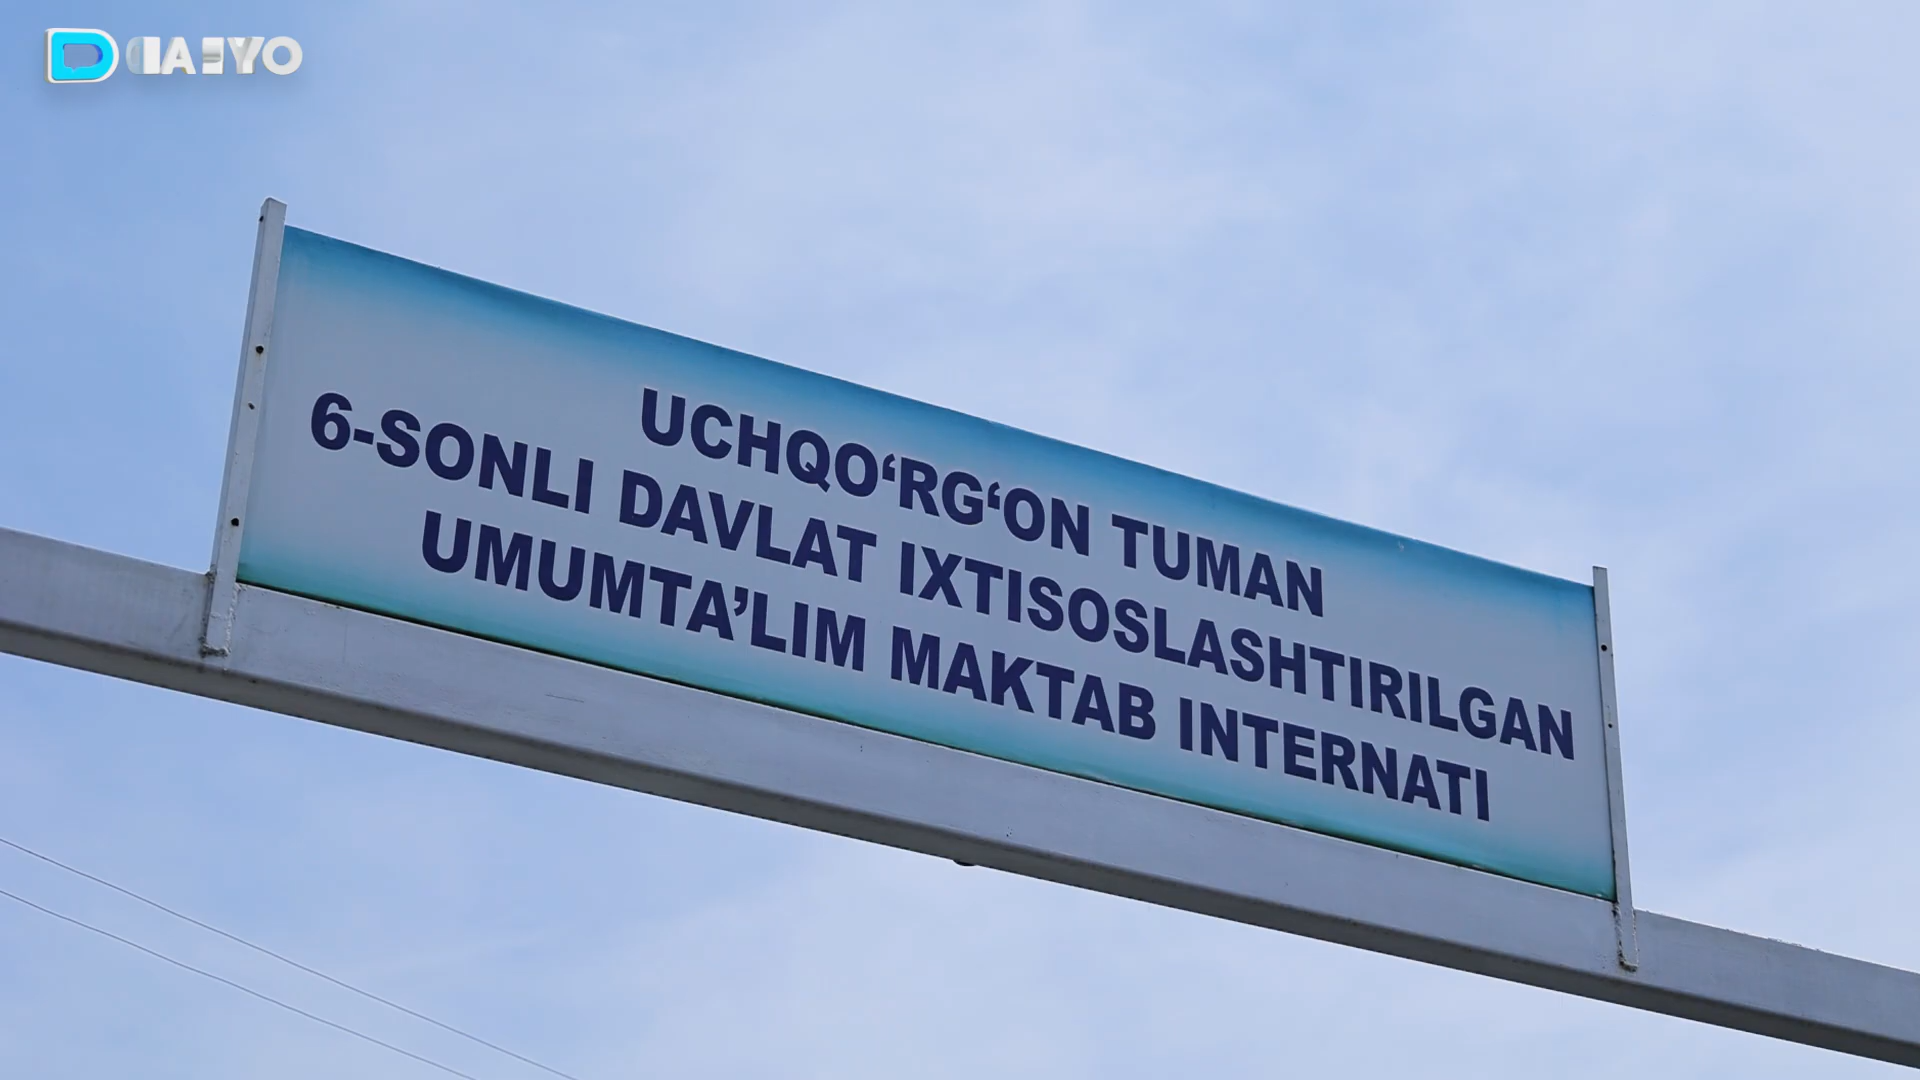 UCHQO‘RG‘ON TUMAN
6-SONLI DAVLAT IXTISOSLASHTIRILGAN
UMUMTA’LIM MAKTAB INTERNATI